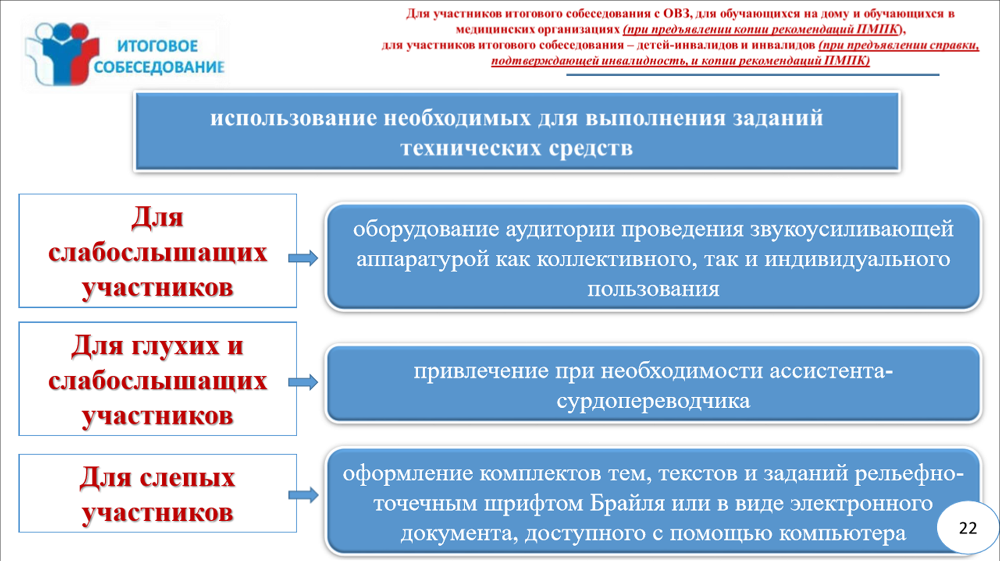 Для участников итогового собеседования с ОВЗ, для обучающихся на дому и обучающихся в
медицинских организациях (при предъявлении копии рекомендаций ПМПК),
для участников итогового собеседования – детей-инвалидов и инвалидов (при предъявлении справки,
подтверждающей инвалидность, и копии рекомендаций ПМПК)
ИТОГОВОЕ
СОБЕСЕДОВАНИЕ
использование необходимых для выполнения заданий
технических средств
Для
слабослышащих
участников
оборудование аудитории проведения звукоусиливающей
аппаратурой как коллективного, так и индивидуального
пользования
Для глухих и
слабослышащих
участников
привлечение при необходимости ассистента-
сурдопереводчика
Для слепых
участников
оформление комплектов тем, текстов и заданий рельефно-
точечным шрифтом Брайля или в виде электронного
документа, доступного с помощью компьютера
22